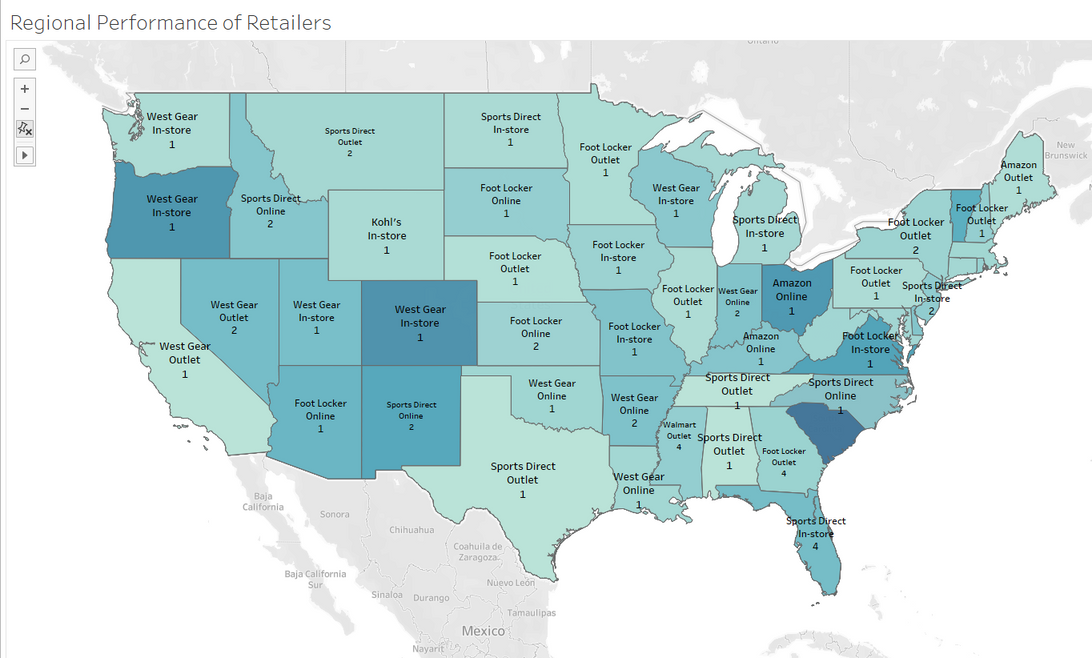 Regional Performance of Retailers
Ontario
New
Brunswick
West Gear
In-store
1
Sports Direct
Outlet
2
Sports Direct
In-store
1
Foot Locker
Outlet
1
Amazon
Outlet
1
West Gear
In-store
1
Sports Direct
Online
2
Kohl's
In-store
1
Foot Locker
Online
1
West Gear
In-store
1
Sports Direct
In-store
1
Foot Locker
Outlet
2
Foot Locker
Online
1
Foot Locker
Outlet
1
Foot Locker
In-store
1
Foot Locker
Outlet
1
West Gear
Online
2
Amazon
Online
1
Foot Locker
Outlet
1
Sports Direct
In-store
2
West Gear
Outlet
1
West Gear
Outlet
2
West Gear
In-store
1
West Gear
In-store
1
Foot Locker
Online
2
Foot Locker
In-store
1
Amazon
Online
1
Foot Locker
In-store
1
Foot Locker
Online
1
Sports Direct
Online
2
West Gear
Online
1
West Gear
Online
2
Sports Direct
Outlet
1
Sports Direct
Online
1
Sports Direct
Outlet
1
West Gear
Online
1
Walmart
Outlet
4
Sports Direct
Outlet
1
Foot Locker
Outlet
4
Sports Direct
In-store
4
Baja
California
Sonora
Chihuahua
Coahuila de
Zaragoza
Baja California
Sur
Sinaloa
Durango
Nuevo León
Tamaulipas
Mexico
Nayarit